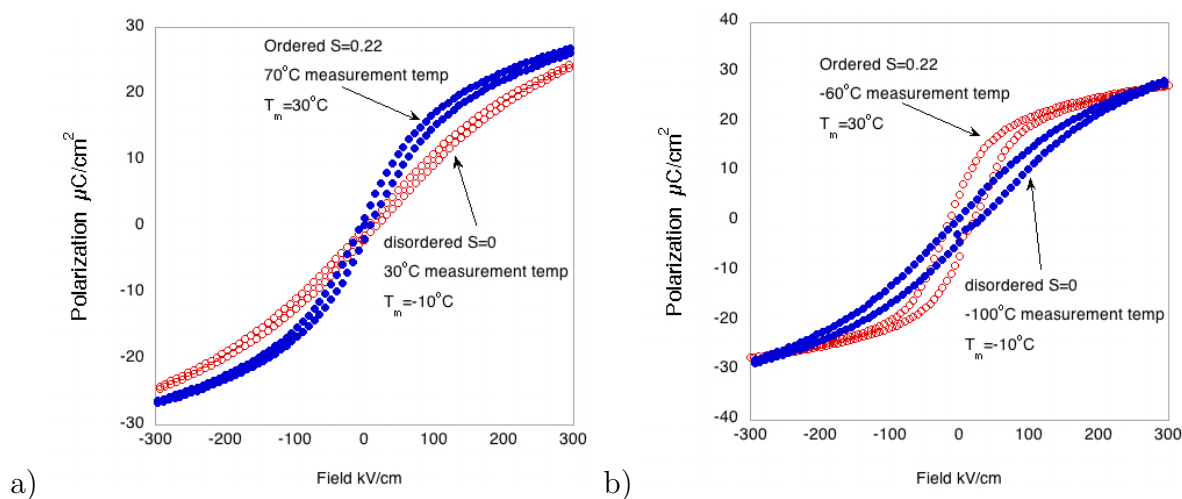 30
20
10
0
-10
-20
-30
Polarization µC/cm²
Ordered S=0.22
70°C measurement temp
Tₘ=30°C
disordered S=0
30°C measurement temp
Tₘ=-10°C
-300 -200 -100 0 100 200 300
Field kV/cm
a)
40
30
20
10
0
-10
-20
-30
-40
Polarization µC/cm²
Ordered S=0.22
-60°C measurement temp
Tₘ=30°C
disordered S=0
-100°C measurement temp
Tₘ=-10°C
-300 -200 -100 0 100 200 300
Field kV/cm
b)